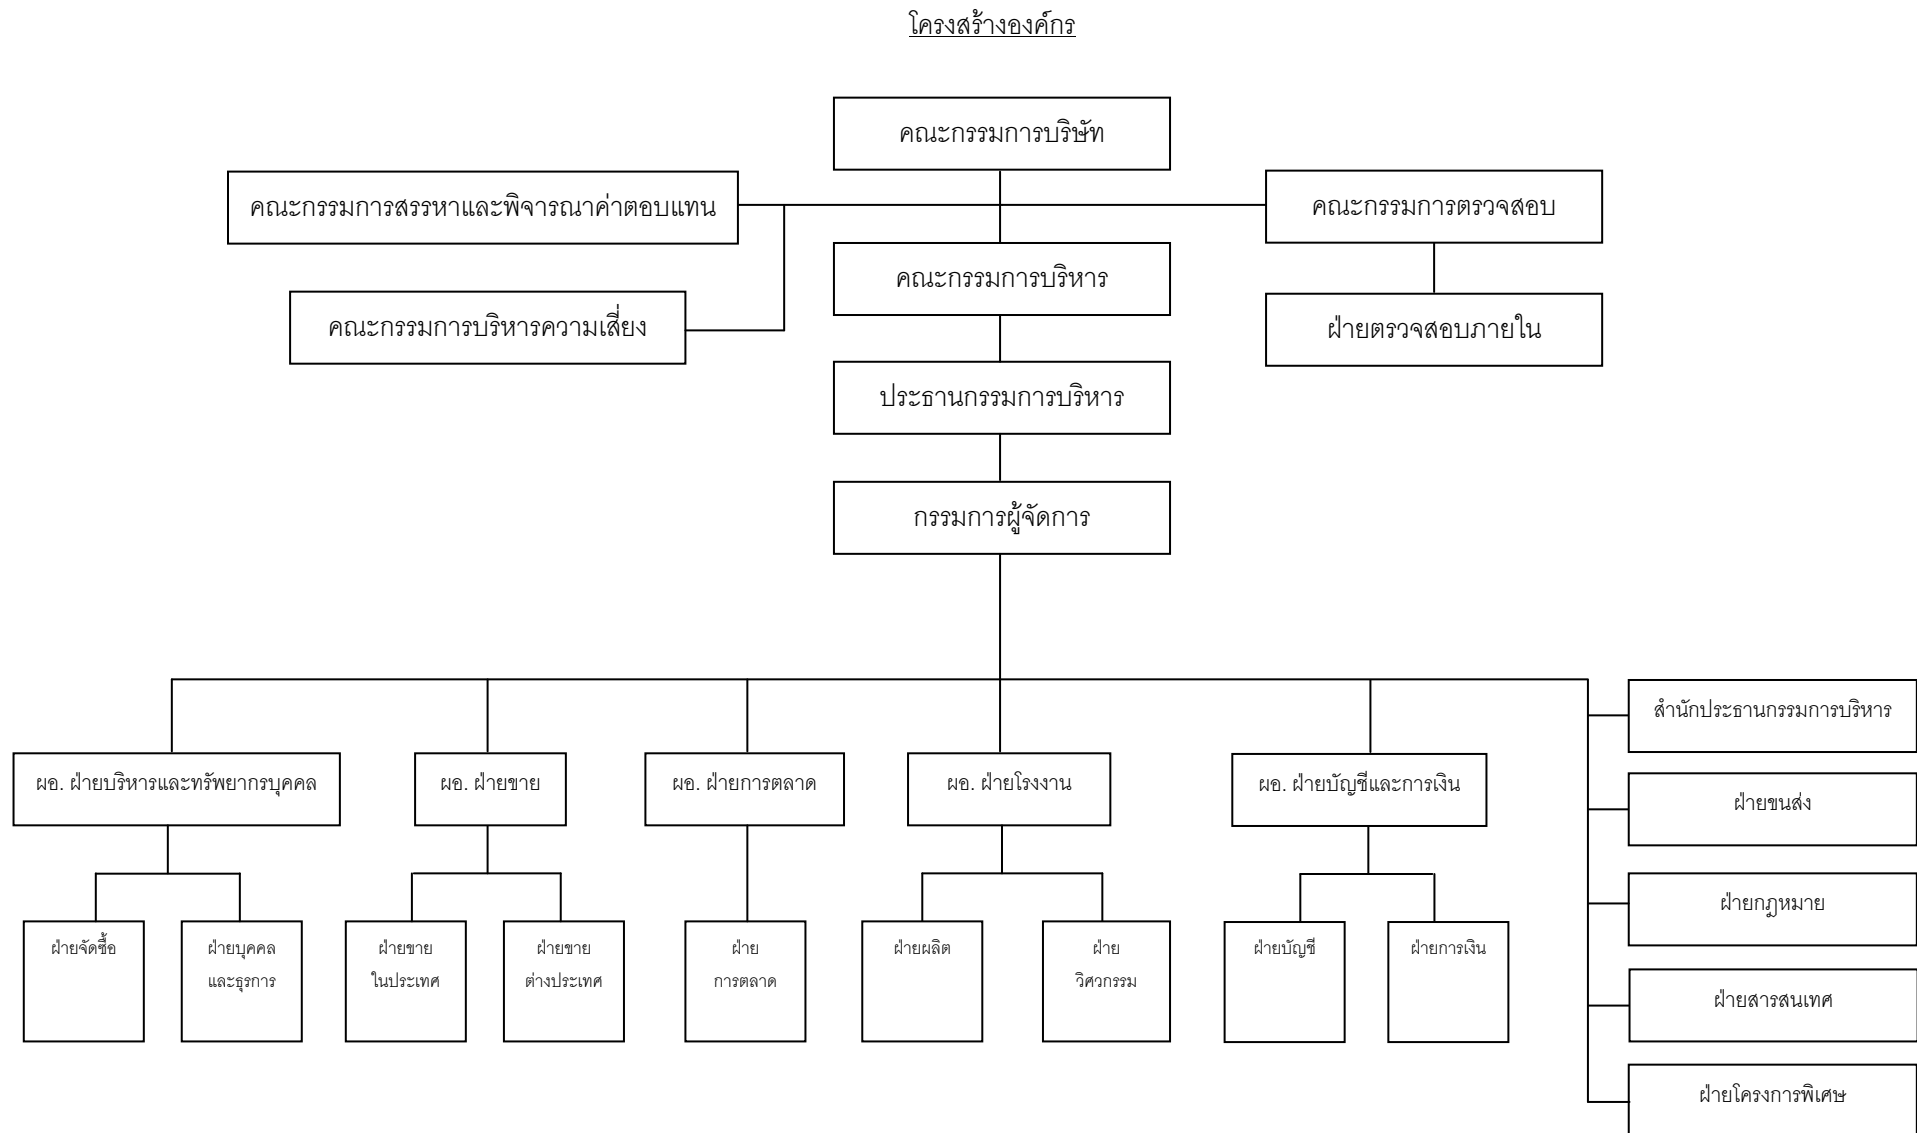 โครงสร้างองค์กร
คณะกรรมการบริษัท
คณะกรรมการสรรหาและพิจารณาค่าตอบแทน
คณะกรรมการตรวจสอบ
คณะกรรมการบริหาร
คณะกรรมการบริหารความเสี่ยง
ฝ่ายตรวจสอบภายใน
ประธานกรรมการบริหาร
กรรมการผู้จัดการ
สำนักประธานกรรมการบริหาร
ผอ. ฝ่ายบริหารและทรัพยากรบุคคล
ผอ. ฝ่ายขาย
ผอ. ฝ่ายการตลาด
ผอ. ฝ่ายโรงงาน
ผอ. ฝ่ายบัญชีและการเงิน
ฝ่ายขนส่ง
ฝ่ายกฎหมาย
ฝ่ายจัดซื้อ
ฝ่ายบุคคล
และธุรการ
ฝ่ายขาย
ในประเทศ
ฝ่ายขาย
ต่างประเทศ
ฝ่าย
การตลาด
ฝ่ายผลิต
ฝ่าย
วิศวกรรม
ฝ่ายบัญชี
ฝ่ายการเงิน
ฝ่ายสารสนเทศ
ฝ่ายโครงการพิเศษ